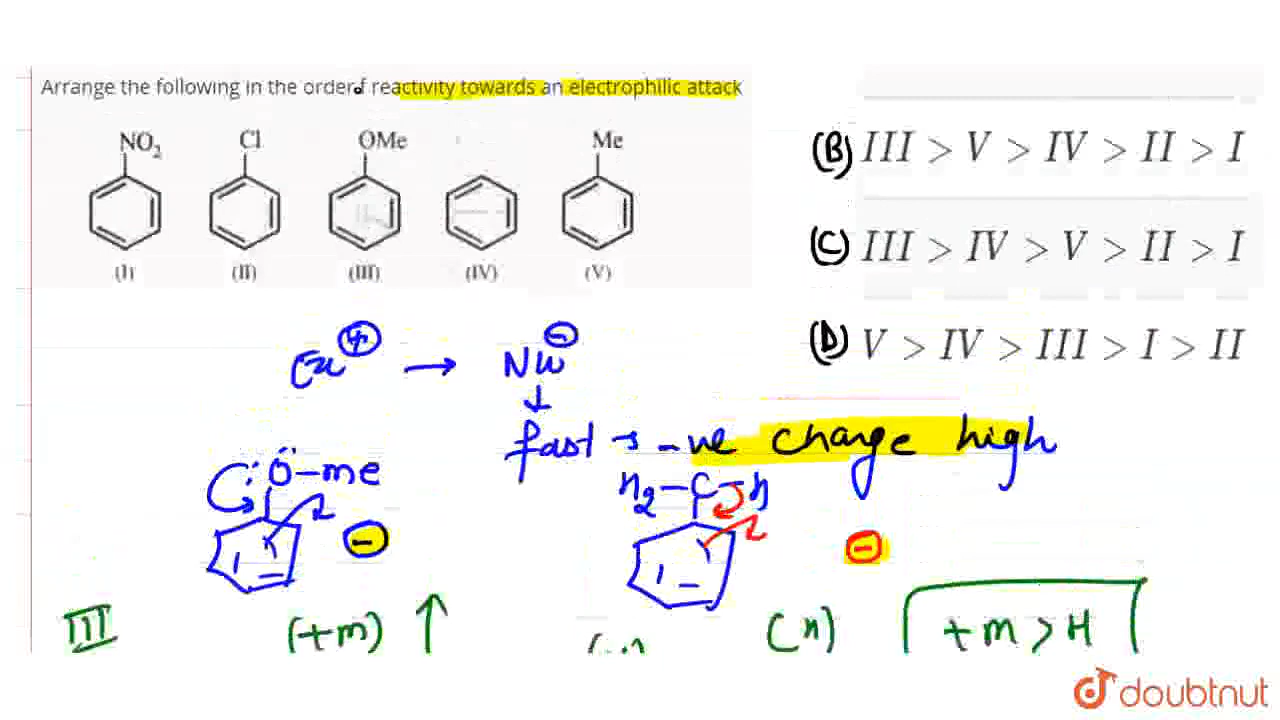 Arrange the following in the order of reactivity towards an electrophilic attack
NO2 Cl OMe Me
(I) (II) (III) (IV) (V)
(B) III > V > IV > II > I
(C) III > IV > V > II > I
(D) V > IV > III > I > II
⊕ → Nu ⊖
↓
fast → -ve charge high
:Ö-me H2-C-H
⊖ ⊖
III (+m) ↑ (H) +m > H
doubtnut